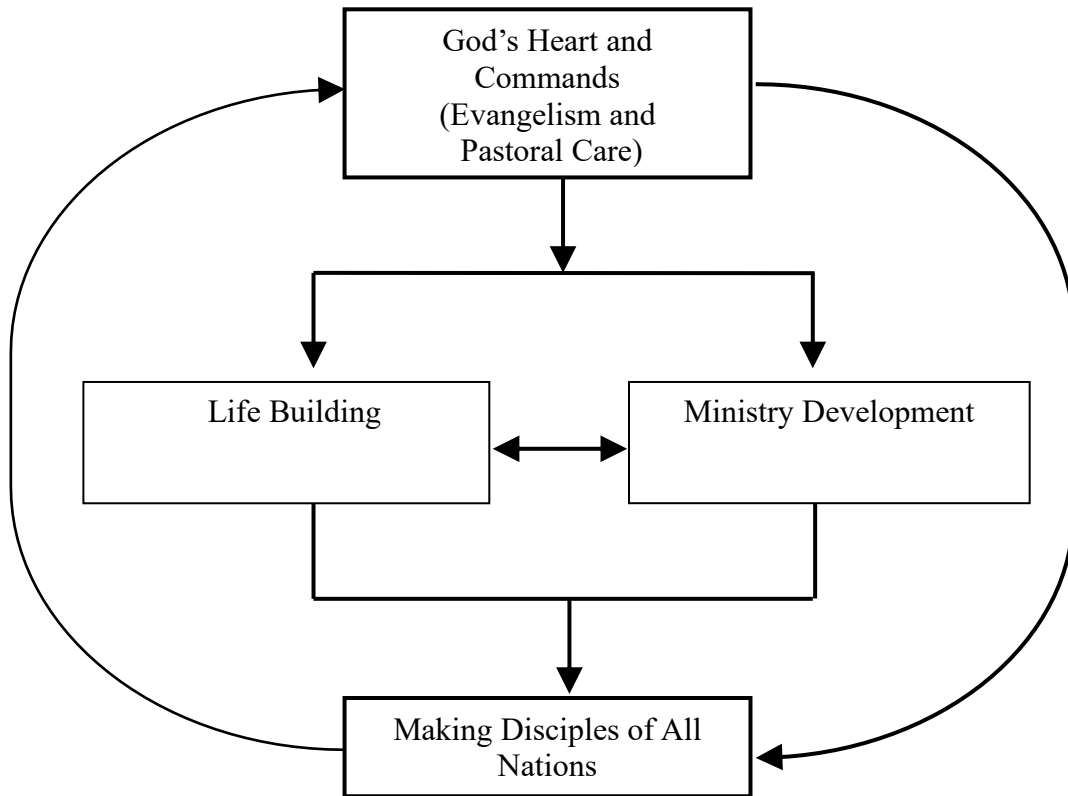 God’s Heart and
Commands
(Evangelism and
Pastoral Care)
Life Building
Ministry Development
Making Disciples of All
Nations